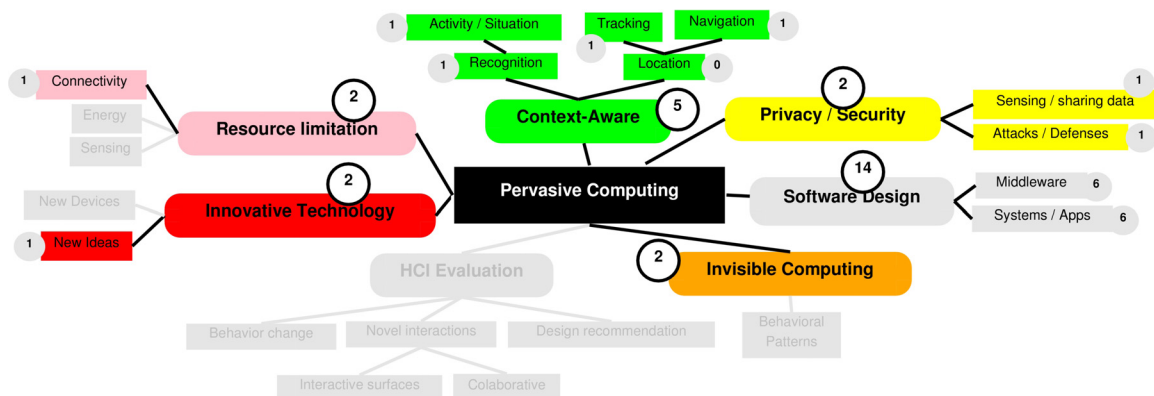 1 Activity / Situation
Tracking
Navigation 1
1
1 Recognition
Location 0
1 Connectivity
Energy
Sensing
2
Resource limitation
5
Context-Aware
2
Privacy / Security
1
Sensing / sharing data
Attacks / Defenses 1
Pervasive Computing
14
Software Design
Middleware 6
Systems / Apps 6
New Devices
1 New Ideas
2
Innovative Technology
HCI Evaluation
2 Invisible Computing
Behavior change
Novel interactions
Design recommendation
Behavioral
Patterns
Interactive surfaces
Colaborative